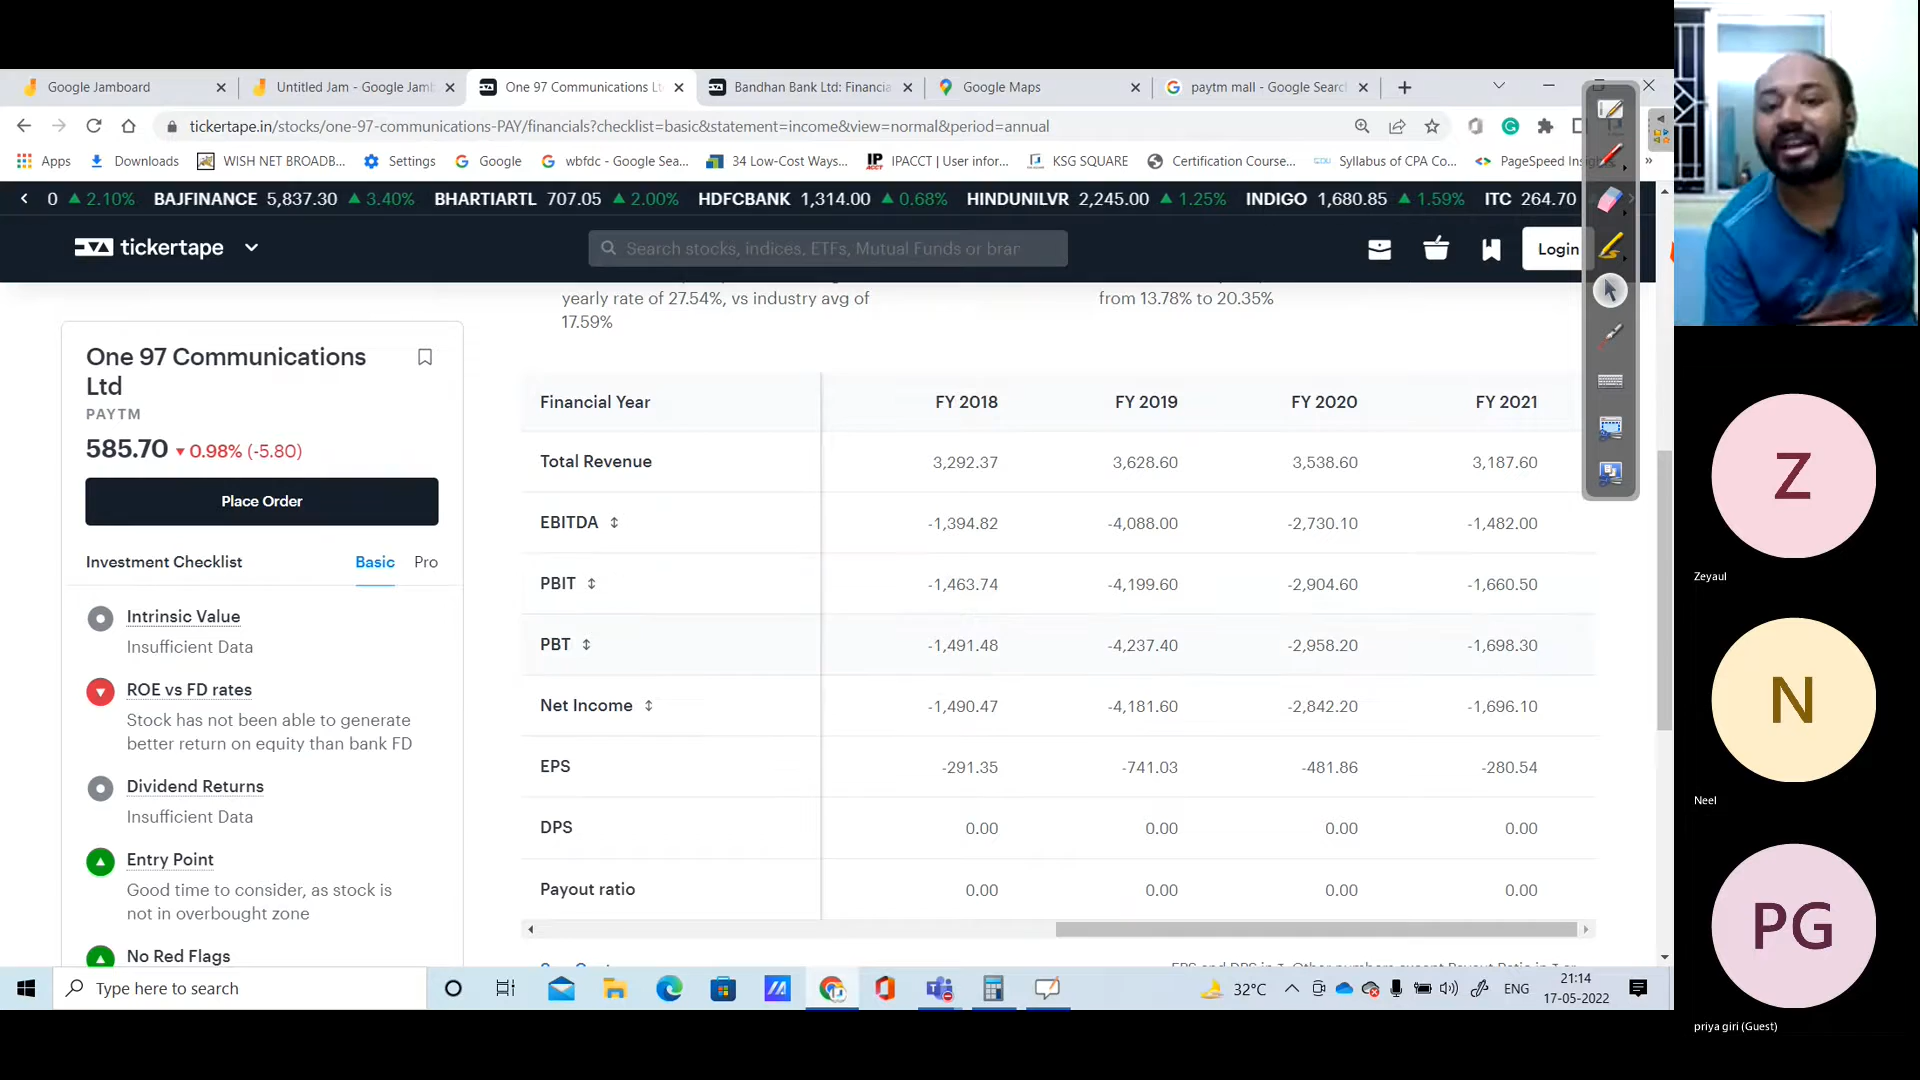 Google Jamboard
Untitled Jam - Google Jamb
One 97 Communications Lt
Bandhan Bank Ltd: Financia
Google Maps
paytm mall - Google Search
tickertape.in/stocks/one-97-communications-PAY/financials?checklist=basic&statement=income&view=normal&period=annual
Apps
Downloads
WISH NET BROADB...
Settings
Google
wbfdc - Google Sea...
34 Low-Cost Ways...
IPACCT | User infor...
KSG SQUARE
Certification Course...
Syllabus of CPA Co...
PageSpeed
»
0 ▲ 2.10% BAJFINANCE 5,837.30 ▲ 3.40% BHARTIARTL 707.05 ▲ 2.00% HDFCBANK 1,314.00 ▲ 0.68% HINDUNILVR 2,245.00 ▲ 1.25% INDIGO 1,680.85 ▲ 1.59% ITC 264.70
tickertape
Search stocks, indices, ETFs, Mutual Funds or bran
Login
yearly rate of 27.54%, vs industry avg of
17.59%
from 13.78% to 20.35%
One 97 Communications
Ltd
PAYTM
585.70 ▼ 0.98% (-5.80)
Place Order
Investment Checklist Basic Pro
Intrinsic Value
Insufficient Data
ROE vs FD rates
Stock has not been able to generate
better return on equity than bank FD
Dividend Returns
Insufficient Data
Entry Point
Good time to consider, as stock is
not in overbought zone
No Red Flags
Financial Year FY 2018 FY 2019 FY 2020 FY 2021
Total Revenue 3,292.37 3,628.60 3,538.60 3,187.60
EBITDA -1,394.82 -4,088.00 -2,730.10 -1,482.00
PBIT -1,463.74 -4,199.60 -2,904.60 -1,660.50
PBT -1,491.48 -4,237.40 -2,958.20 -1,698.30
Net Income -1,490.47 -4,181.60 -2,842.20 -1,696.10
EPS -291.35 -741.03 -481.86 -280.54
DPS 0.00 0.00 0.00 0.00
Payout ratio 0.00 0.00 0.00 0.00
Type here to search
32°C
ENG
21:14
17-05-2022
Z
Zeyaul
N
Neel
PG
priya giri (Guest)